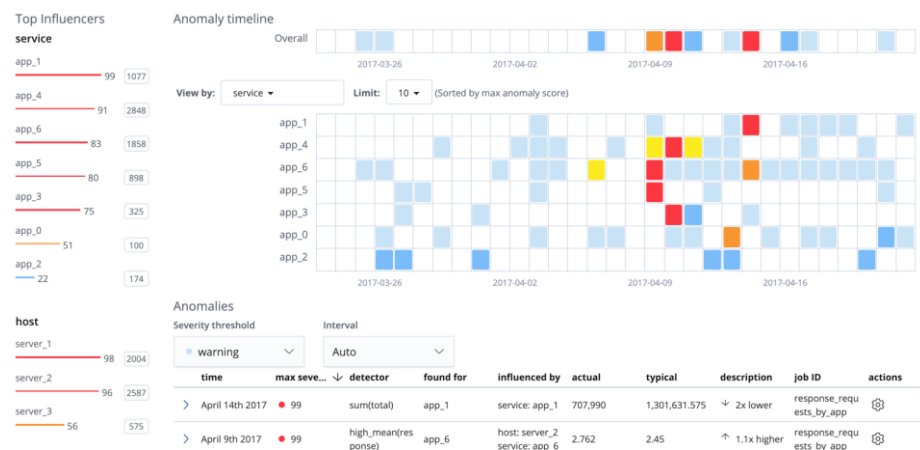 Top Influencers
service
app_1
99 1077
app_4
91 2848
app_6
83 1858
app_5
80 898
app_3
75 325
app_0
51 100
app_2
22 174
host
server_1
98 2004
server_2
96 2587
server_3
56 575
Anomaly timeline
Overall
2017-03-26 2017-04-02 2017-04-09 2017-04-16
View by: service Limit: 10 (Sorted by max anomaly score)
app_1
app_4
app_6
app_5
app_3
app_0
app_2
2017-03-26 2017-04-02 2017-04-09 2017-04-16
Anomalies
Severity threshold Interval
warning Auto
time max seve... detector found for influenced by actual typical description job ID actions
April 14th 2017 99 sum(total) app_1 service: app_1 707,990 1,301,631.575 2x lower response_requ
ests_by_app
April 9th 2017 99 high_mean(res app_6 host: server_2 2.762 2.45 1.1x higher response_requ
ponse) service: app_6 ests_by_app